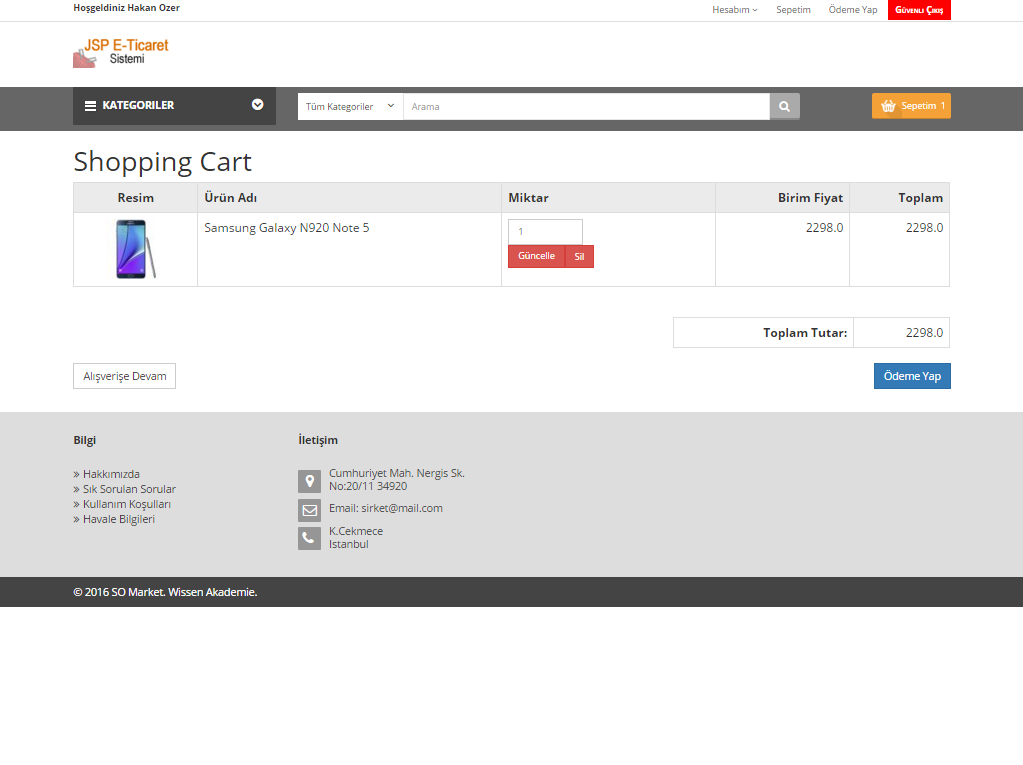 Hoşgeldiniz Hakan Ozer
Hesabım
Sepetim
Ödeme Yap
Güvenli Çıkış
JSP E-Ticaret
Sistemi
KATEGORILER
Tüm Kategoriler
Arama
Sepetim 1
Shopping Cart
Resim Ürün Adı Miktar Birim Fiyat Toplam
Samsung Galaxy N920 Note 5 1 2298.0 2298.0
Güncelle Sil
Toplam Tutar: 2298.0
Alışverişe Devam
Ödeme Yap
Bilgi
» Hakkımızda
» Sık Sorulan Sorular
» Kullanım Koşulları
» Havale Bilgileri
İletişim
Cumhuriyet Mah. Nergis Sk.
No:20/11 34920
Email: sirket@mail.com
K.Cekmece
Istanbul
© 2016 SO Market. Wissen Akademie.